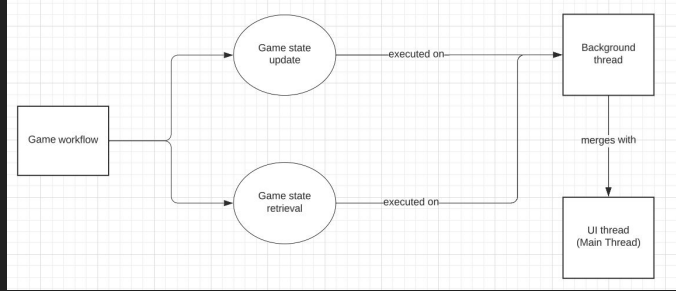 Game workflow
Game state
update
executed on
Background
thread
merges with
Game state
retrieval
executed on
UI thread
(Main Thread)